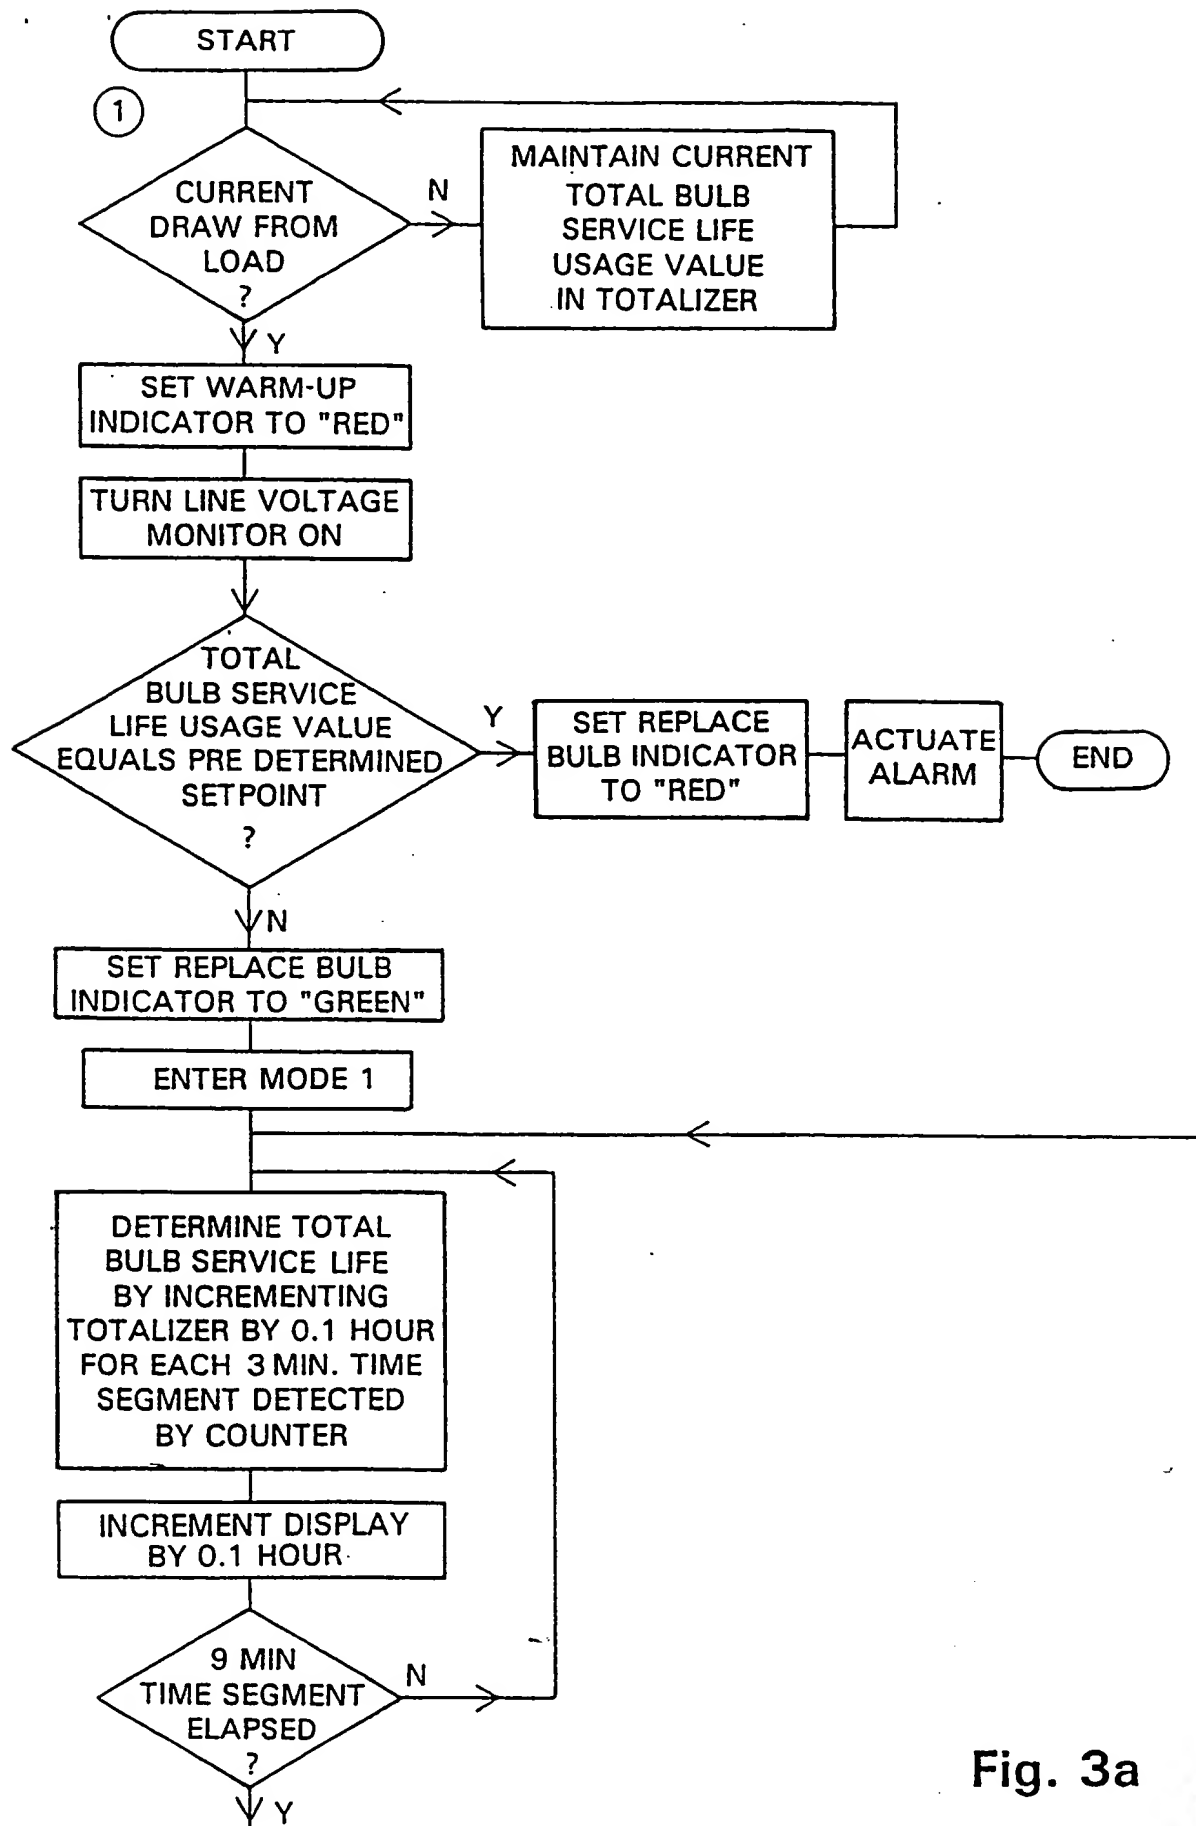 START
1
CURRENT
DRAW FROM
LOAD
?
N
MAINTAIN CURRENT
TOTAL BULB
SERVICE LIFE
USAGE VALUE
IN TOTALIZER
Y
SET WARM-UP
INDICATOR TO "RED"
TURN LINE VOLTAGE
MONITOR ON
TOTAL
BULB SERVICE
LIFE USAGE VALUE
EQUALS PRE DETERMINED
SETPOINT
?
Y
SET REPLACE
BULB INDICATOR
TO "RED"
ACTUATE
ALARM
END
N
SET REPLACE BULB
INDICATOR TO "GREEN"
ENTER MODE 1
DETERMINE TOTAL
BULB SERVICE LIFE
BY INCREMENTING
TOTALIZER BY 0.1 HOUR
FOR EACH 3 MIN. TIME
SEGMENT DETECTED
BY COUNTER
INCREMENT DISPLAY
BY 0.1 HOUR
9 MIN
TIME SEGMENT
ELAPSED
?
N
Y
Fig. 3a